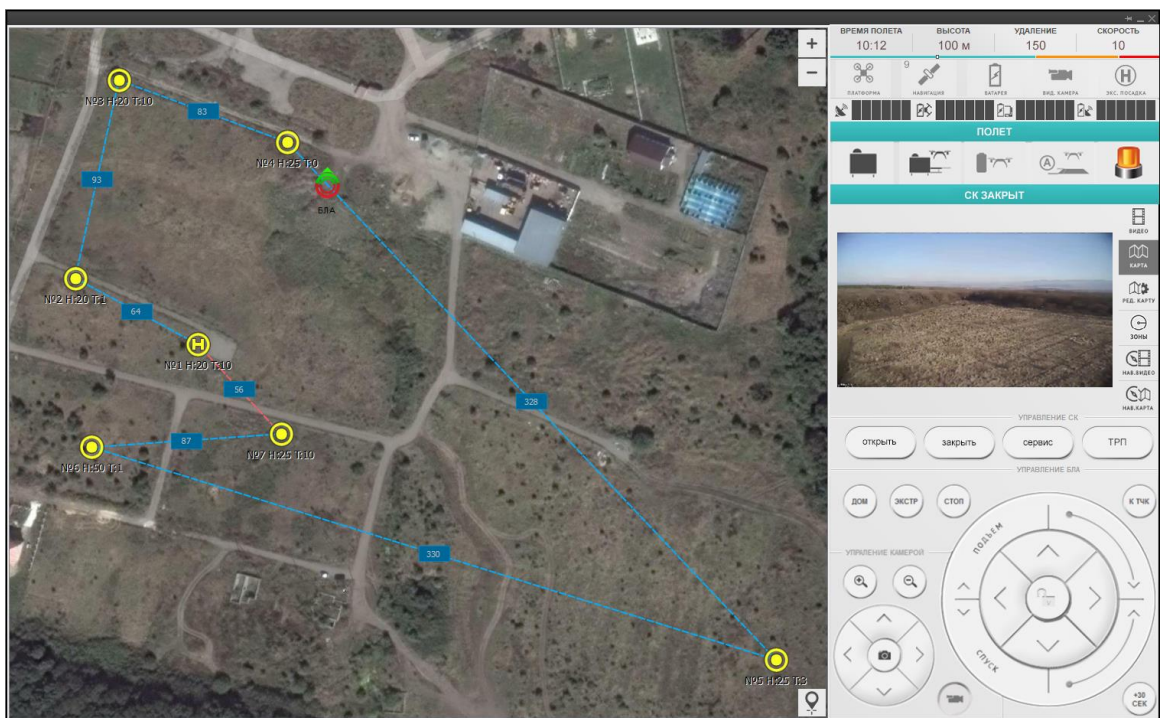 №3 H:20 T:10
83
№4 H:25 T:0
БЛА
93
№2 H:20 T:1
64
№1 H:20 T:10
56
328
87
№7 H:25 T:10
№6 H:50 T:1
330
№5 H:25 T:3
+
−
ВРЕМЯ ПОЛЕТА ВЫСОТА УДАЛЕНИЕ СКОРОСТЬ
10:12 100 м 150 10
9
H
ПЛАТФОРМА НАВИГАЦИЯ БАТАРЕЯ ВИД. КАМЕРА ЭКС. ПОСАДКА
ПОЛЕТ
A
СК ЗАКРЫТ
ВИДЕО
КАРТА
РЕД. КАРТУ
ЗОНЫ
НАВ.ВИДЕО
НАВ.КАРТА
УПРАВЛЕНИЕ СК
открыть закрыть сервис ТРП
УПРАВЛЕНИЕ БЛА
ДОМ ЭКСТР СТОП К ТЧК
ПОДЪЕМ
УПРАЛЕНИЕ КАМЕРОЙ
СПУСК
+30
СЕК